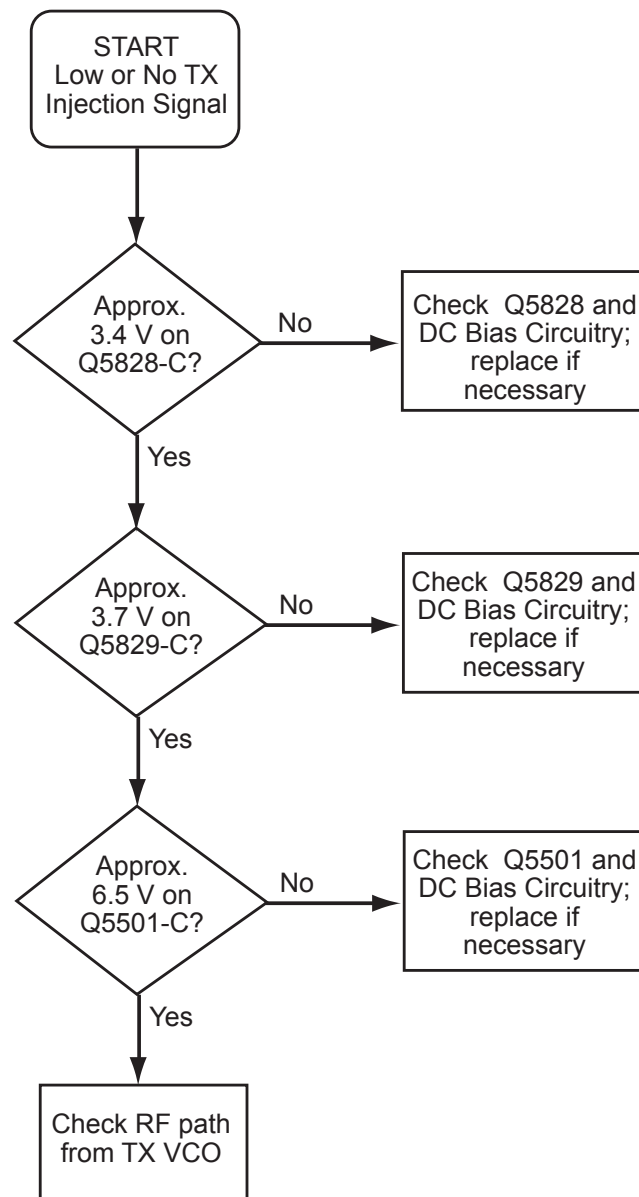 START
Low or No TX
Injection Signal
Approx.
3.4 V on
Q5828-C?
No
Check Q5828 and
DC Bias Circuitry;
replace if
necessary
Yes
Approx.
3.7 V on
Q5829-C?
No
Check Q5829 and
DC Bias Circuitry;
replace if
necessary
Yes
Approx.
6.5 V on
Q5501-C?
No
Check Q5501 and
DC Bias Circuitry;
replace if
necessary
Yes
Check RF path
from TX VCO